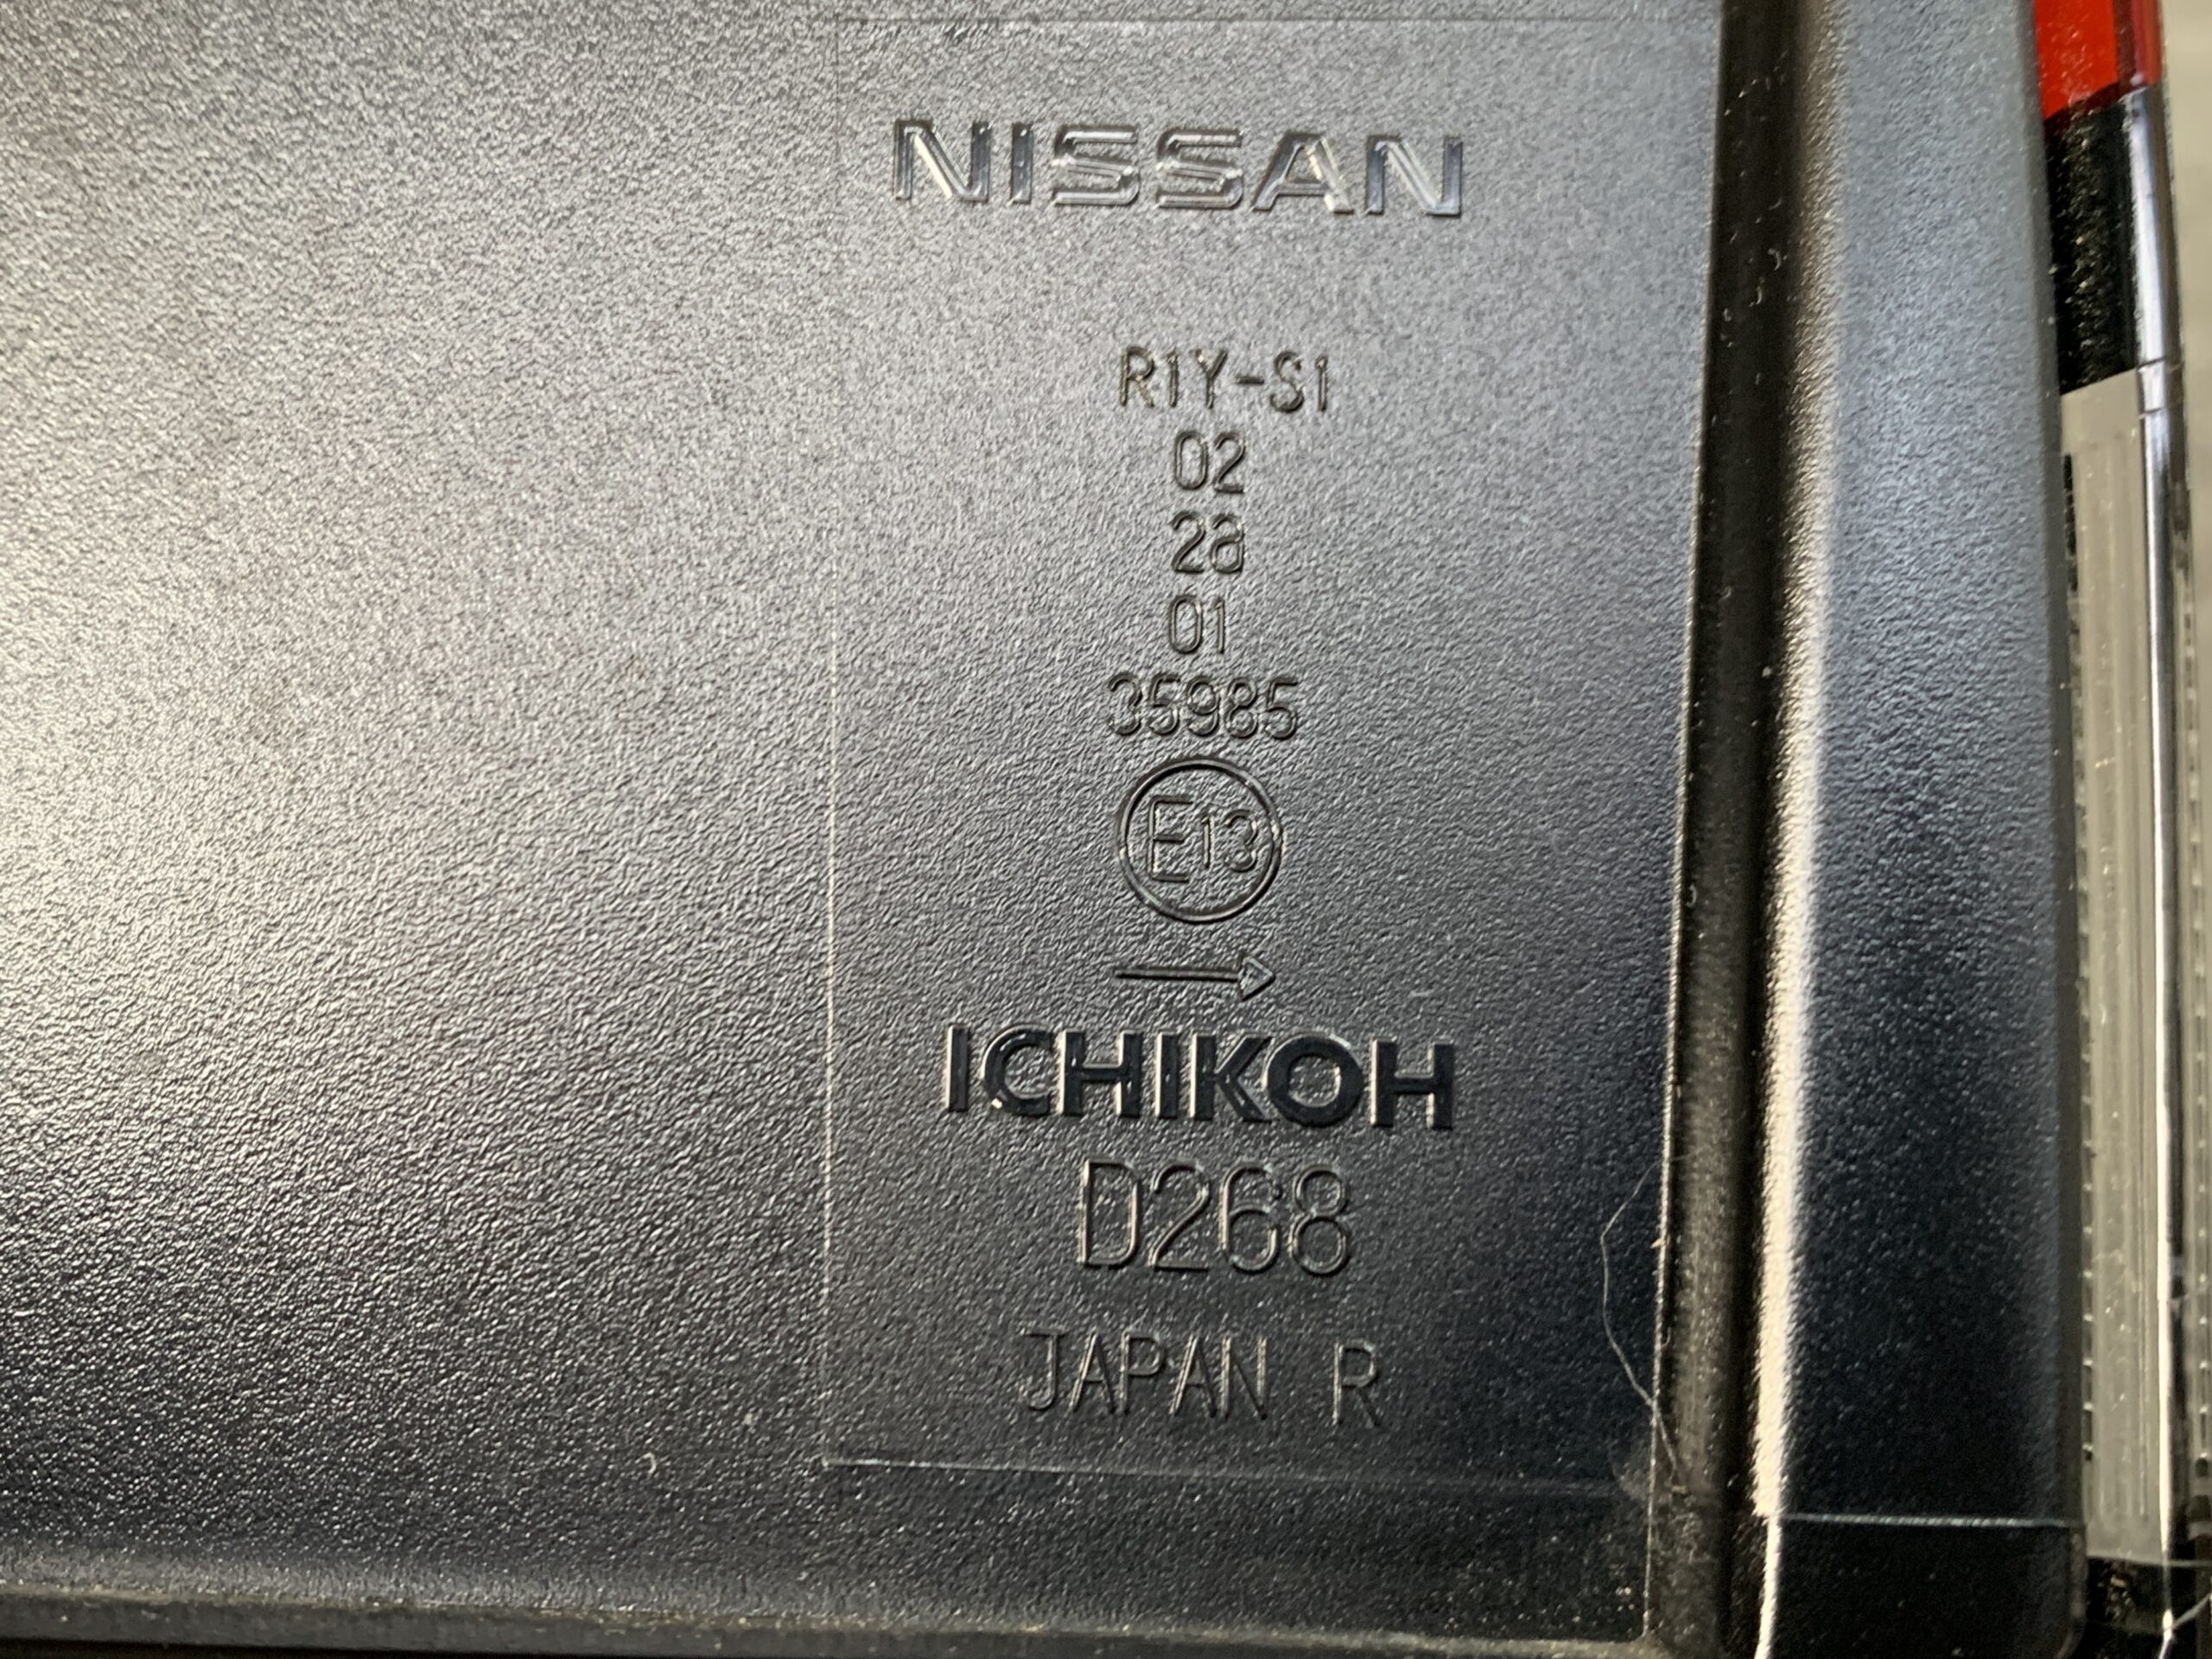 NISSAN
R1Y-S1
02
2a
01
35985
E13
→
ICHIKOH
D268
JAPAN R